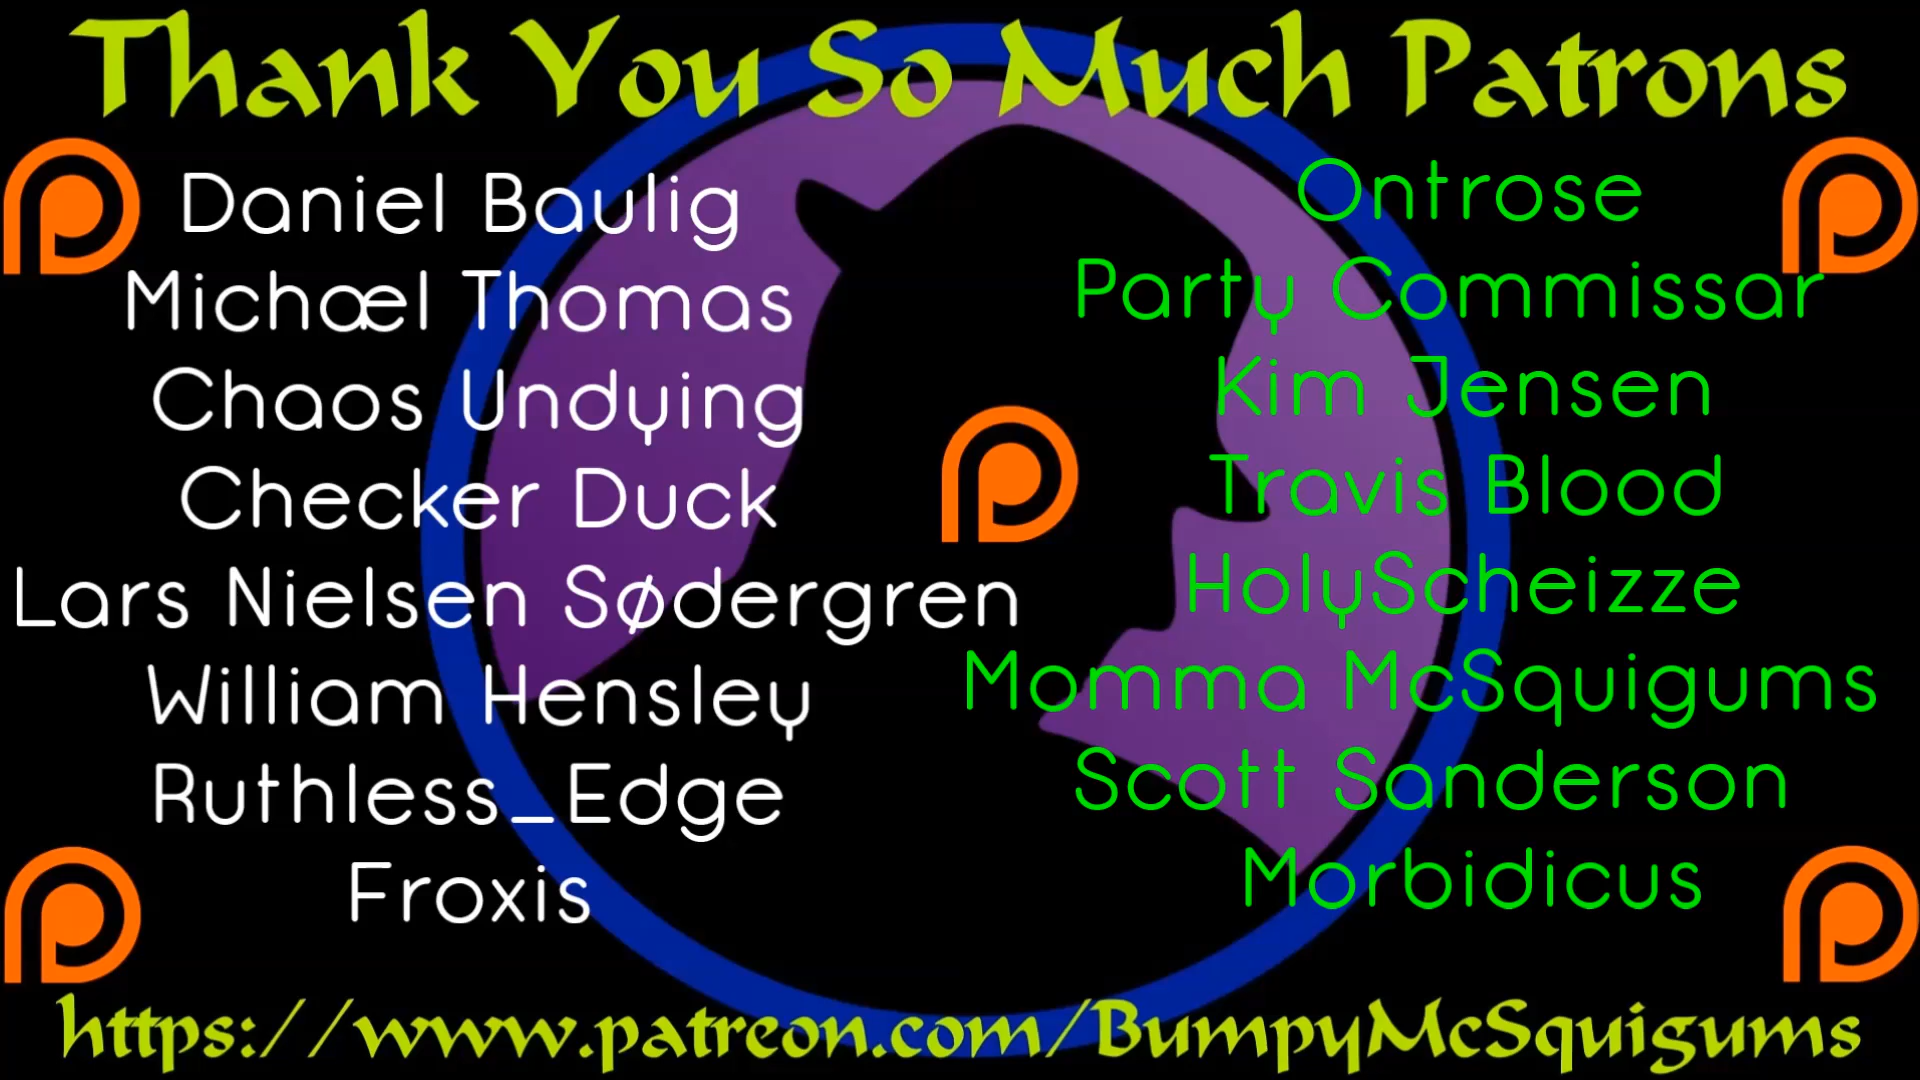 Thank You So Much Patrons
Daniel Baulig
Michæl Thomas
Chaos Undying
Checker Duck
Lars Nielsen Sødergren
William Hensley
Ruthless_Edge
Froxis
Ontrose
Party Commissar
Kim Jensen
Travis Blood
HolyScheizze
Momma McSquigums
Scott Sanderson
Morbidicus
https://www.patreon.com/BumpyMcSquigums